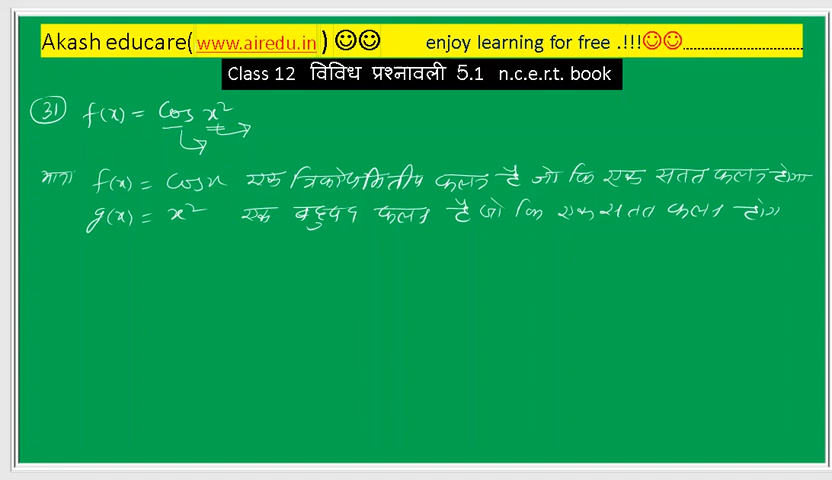 Akash educare( www.airedu.in ) ☺☺ enjoy learning for free .!!!☺☺..............................
Class 12 विविध प्रश्नावली 5.1 n.c.e.r.t. book
31 f(x) = cos x²
माना f(x) = cosx एक त्रिकोणमितीय फलन है जो कि एक सतत फलन होगा
g(x) = x² एक बहुपद फलन है जो कि एक सतत फलन होगा